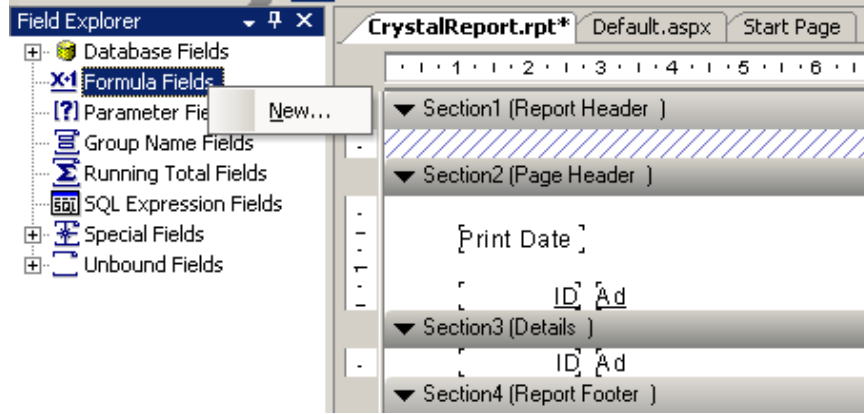 Field Explorer
Database Fields
Formula Fields
Parameter Fie
New...
Group Name Fields
Running Total Fields
SQL SQL Expression Fields
Special Fields
Unbound Fields
CrystalReport.rpt* Default.aspx Start Page
1 2 3 4 5 6
Section1 (Report Header )
Section2 (Page Header )
Print Date
1
ID Ad
Section3 (Details )
ID Ad
Section4 (Report Footer )